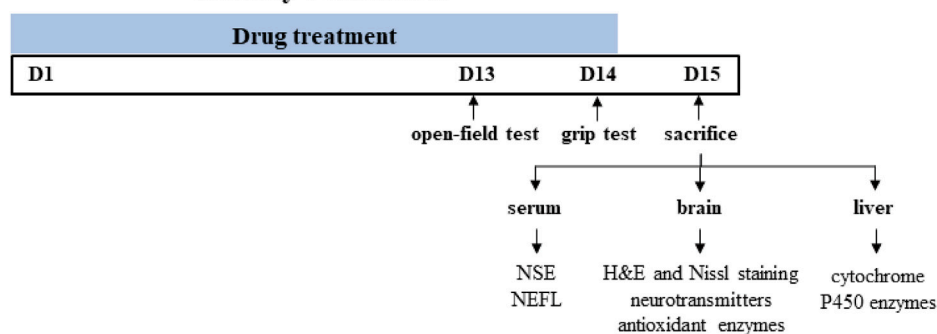 Drug treatment
D1 D13 D14 D15
open-field test grip test sacrifice
serum brain liver
NSE H&E and Nissl staining cytochrome
NEFL neurotransmitters P450 enzymes
antioxidant enzymes